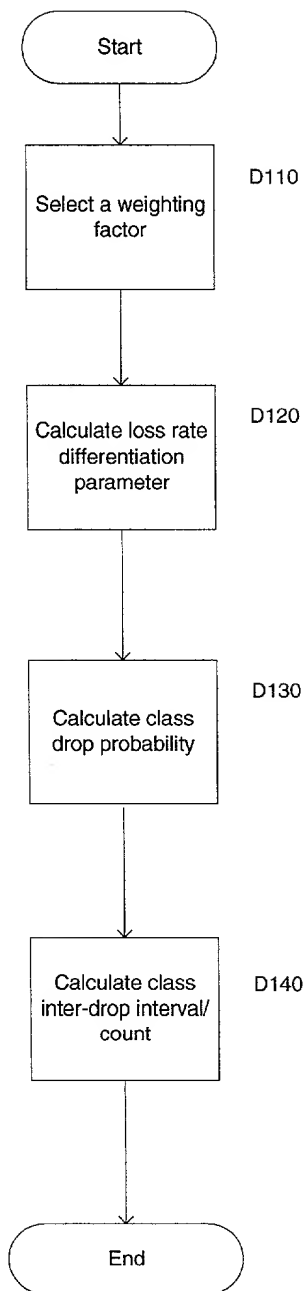 Start
D110
Select a weighting
factor
D120
Calculate loss rate
differentiation
parameter
D130
Calculate class
drop probability
D140
Calculate class
inter-drop interval/
count
End